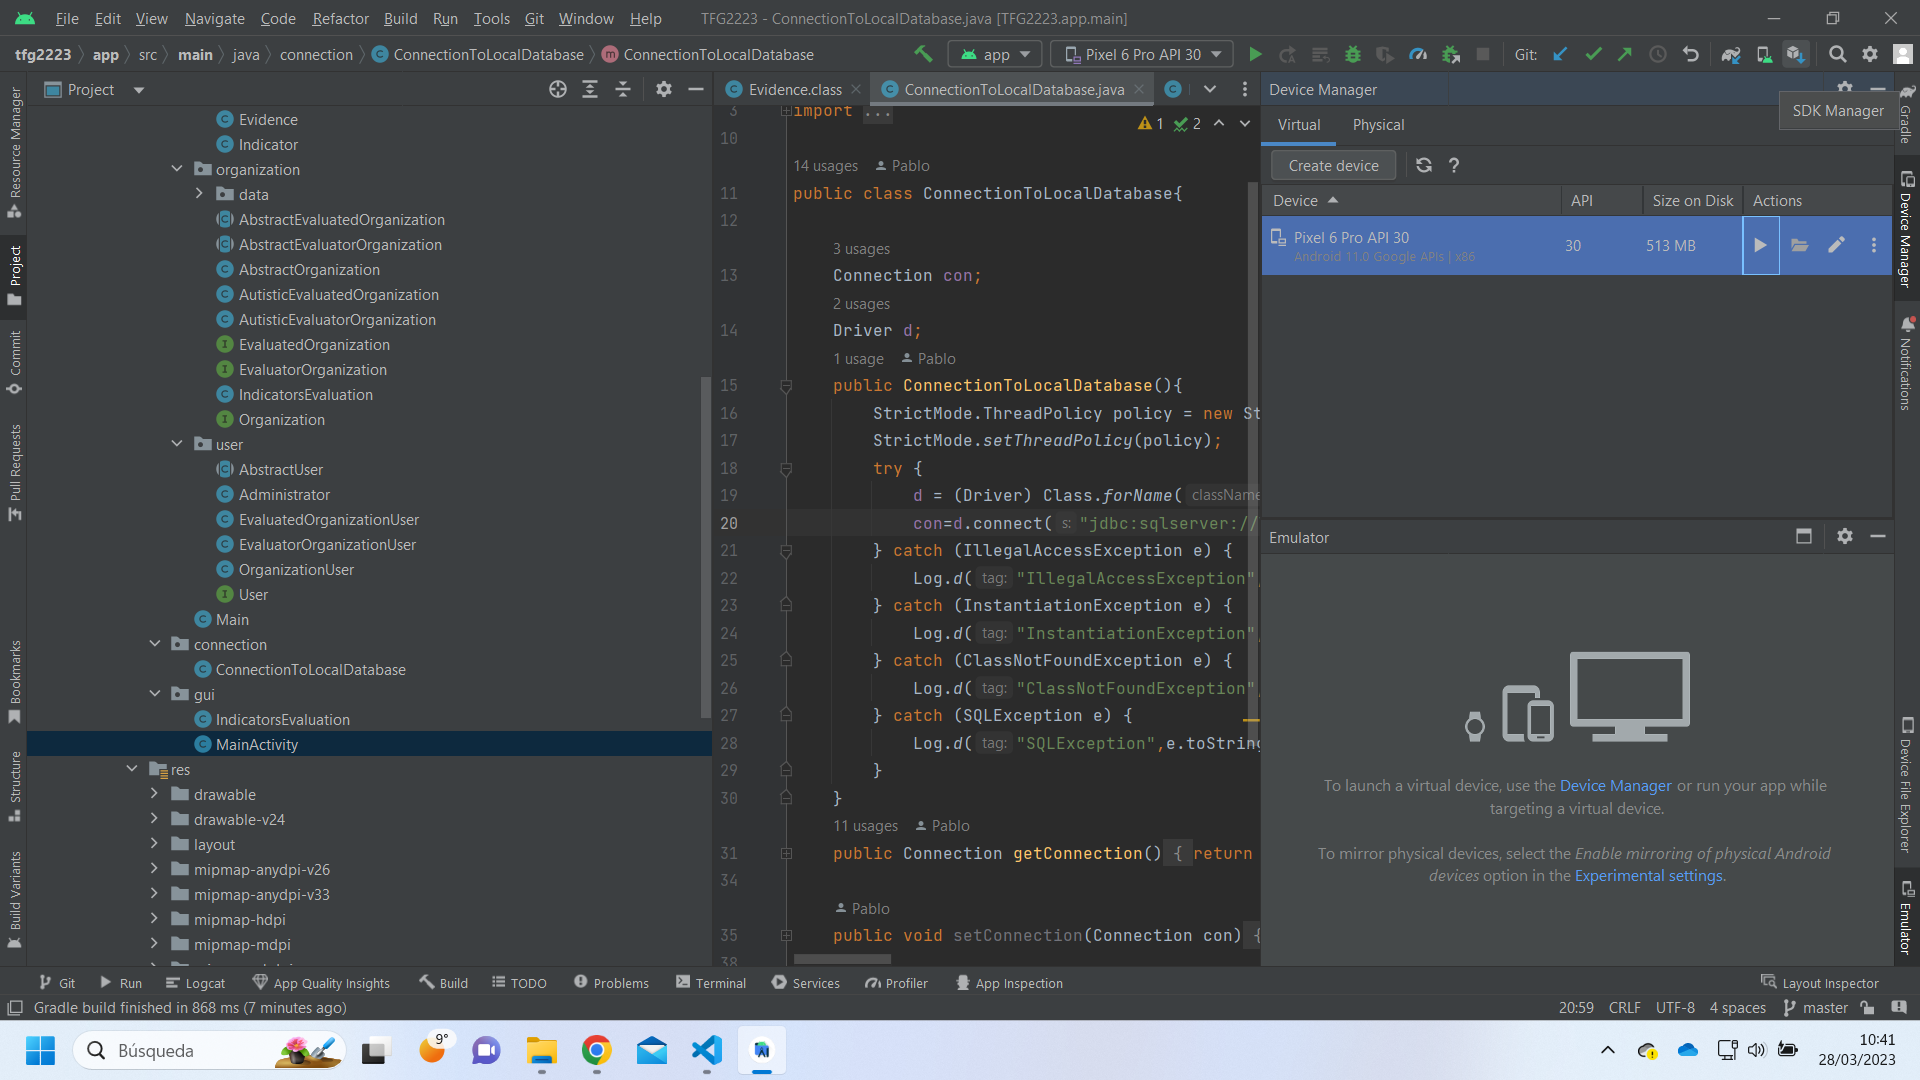 File Edit View Navigate Code Refactor Build Run Tools Git Window Help TFG2223 - ConnectionToLocalDatabase.java [TFG2223.app.main]
tfg2223 app src main java connection ConnectionToLocalDatabase ConnectionToLocalDatabase app Pixel 6 Pro API 30 Git:
Project
Evidence.class ConnectionToLocalDatabase.java
Device Manager
SDK Manager
Resource Manager
Project
Commit
Pull Requests
Bookmarks
Structure
Build Variants
Evidence
Indicator
organization
data
AbstractEvaluatedOrganization
AbstractEvaluatorOrganization
AbstractOrganization
AutisticEvaluatedOrganization
AutisticEvaluatorOrganization
EvaluatedOrganization
EvaluatorOrganization
IndicatorsEvaluation
Organization
user
AbstractUser
Administrator
EvaluatedOrganizationUser
EvaluatorOrganizationUser
OrganizationUser
User
Main
connection
ConnectionToLocalDatabase
gui
IndicatorsEvaluation
MainActivity
res
drawable
drawable-v24
layout
mipmap-anydpi-v26
mipmap-anydpi-v33
mipmap-hdpi
mipmap-mdpi
3 import ...
1 2
10
14 usages Pablo
11 public class ConnectionToLocalDatabase{
12
3 usages
13 Connection con;
2 usages
14 Driver d;
1 usage Pablo
15 public ConnectionToLocalDatabase(){
16 StrictMode.ThreadPolicy policy = new St
17 StrictMode.setThreadPolicy(policy);
18 try {
19 d = (Driver) Class.forName( className
20 con=d.connect( s: "jdbc:sqlserver://
21 } catch (IllegalAccessException e) {
22 Log.d( tag: "IllegalAccessException",
23 } catch (InstantiationException e) {
24 Log.d( tag: "InstantiationException",
25 } catch (ClassNotFoundException e) {
26 Log.d( tag: "ClassNotFoundException",
27 } catch (SQLException e) {
28 Log.d( tag: "SQLException",e.toString
29 }
30 }
11 usages Pablo
31 public Connection getConnection() { return
34
Pablo
35 public void setConnection(Connection con) {
38
Virtual Physical
Create device ?
Device API Size on Disk Actions
Pixel 6 Pro API 30 30 513 MB
Android 11.0 Google APIs | x86
Emulator
To launch a virtual device, use the Device Manager or run your app while
targeting a virtual device.
To mirror physical devices, select the Enable mirroring of physical Android
devices option in the Experimental settings.
Gradle
Device Manager
Notifications
Device File Explorer
Emulator
Git Run Logcat App Quality Insights Build TODO Problems Terminal Services Profiler App Inspection Layout Inspector
Gradle build finished in 868 ms (7 minutes ago) 20:59 CRLF UTF-8 4 spaces master
Búsqueda 9° 10:41
28/03/2023